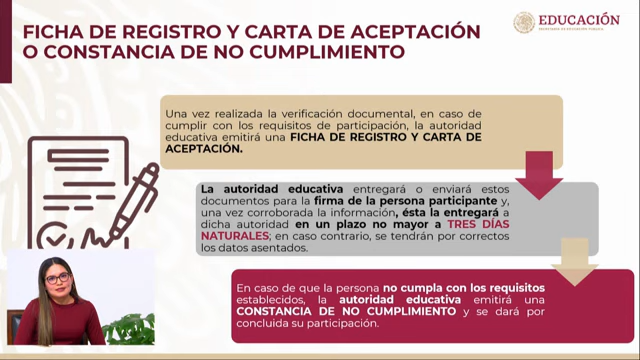 FICHA DE REGISTRO Y CARTA DE ACEPTACIÓN
O CONSTANCIA DE NO CUMPLIMIENTO
EDUCACIÓN
SECRETARÍA DE EDUCACIÓN PÚBLICA
Una vez realizada la verificación documental, en caso de
cumplir con los requisitos de participación, la autoridad
educativa emitirá una FICHA DE REGISTRO Y CARTA DE
ACEPTACIÓN.
La autoridad educativa entregará o enviará estos
documentos para la firma de la persona participante y,
una vez corroborada la información, ésta la entregará a
dicha autoridad en un plazo no mayor a TRES DÍAS
NATURALES; en caso contrario, se tendrán por correctos
los datos asentados.
En caso de que la persona no cumpla con los requisitos
establecidos, la autoridad educativa emitirá una
CONSTANCIA DE NO CUMPLIMIENTO y se dará por
concluida su participación.